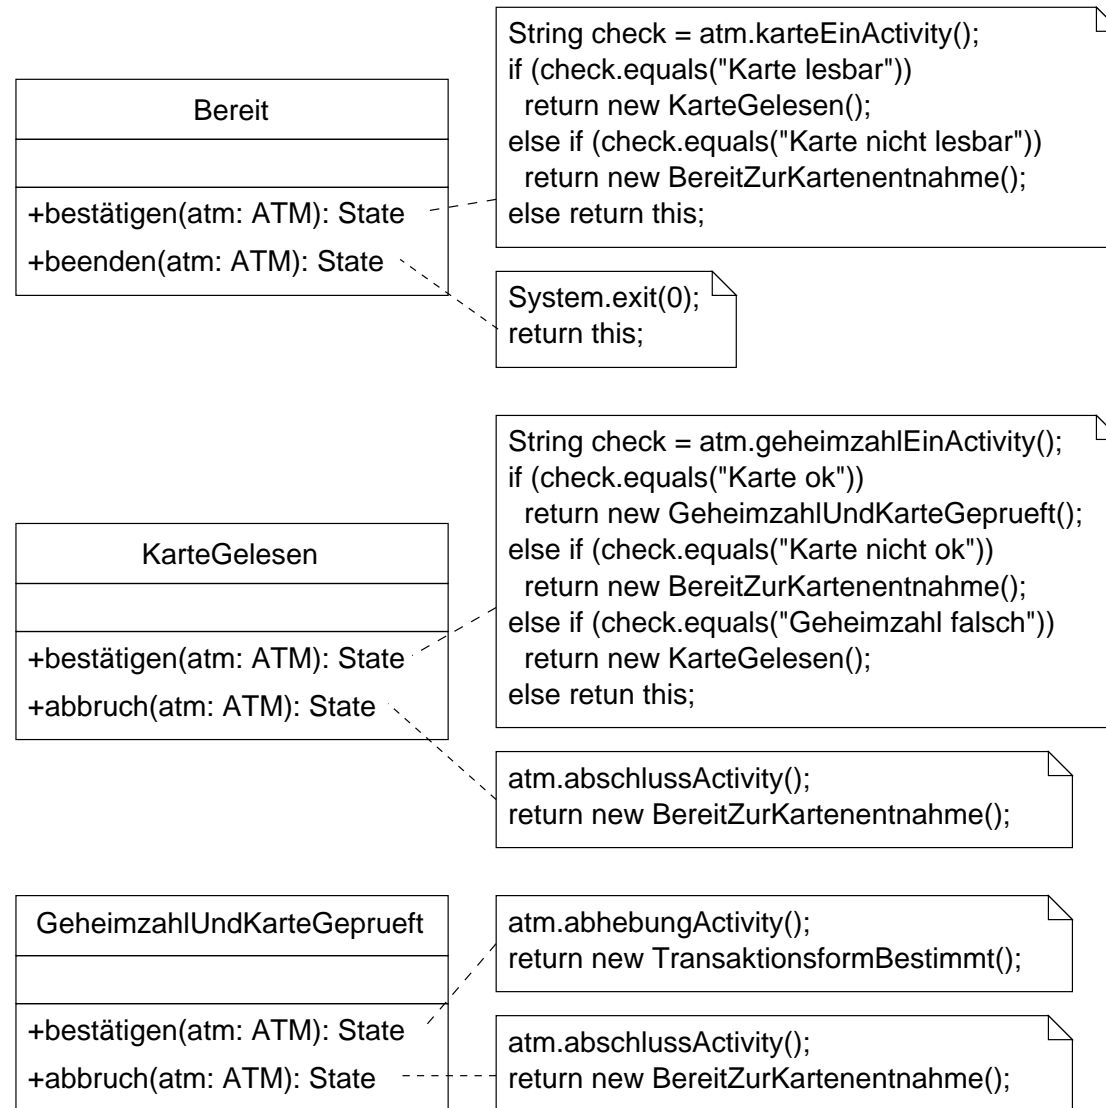 Bereit
+bestätigen(atm: ATM): State
+beenden(atm: ATM): State
String check = atm.karteEinActivity();
if (check.equals("Karte lesbar"))
  return new KarteGelesen();
else if (check.equals("Karte nicht lesbar"))
  return new BereitZurKartenentnahme();
else return this;
System.exit(0);
return this;
KarteGelesen
+bestätigen(atm: ATM): State
+abbruch(atm: ATM): State
String check = atm.geheimzahlEinActivity();
if (check.equals("Karte ok"))
  return new GeheimzahlUndKarteGeprueft();
else if (check.equals("Karte nicht ok"))
  return new BereitZurKartenentnahme();
else if (check.equals("Geheimzahl falsch"))
  return new KarteGelesen();
else retun this;
atm.abschlussActivity();
return new BereitZurKartenentnahme();
GeheimzahlUndKarteGeprueft
+bestätigen(atm: ATM): State
+abbruch(atm: ATM): State
atm.abhebungActivity();
return new TransaktionsformBestimmt();
atm.abschlussActivity();
return new BereitZurKartenentnahme();